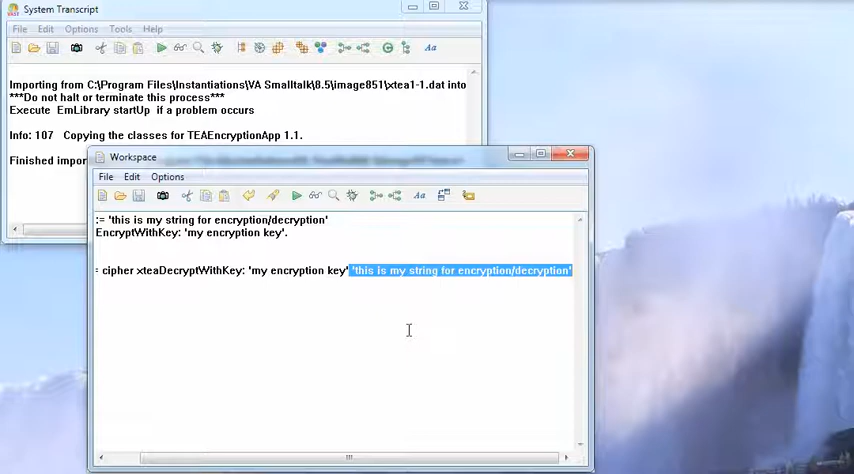 System Transcript
File Edit Options Tools Help
Importing from C:\Program Files\Instantiations\VA Smalltalk\8.5\image851\xtea1-1.dat into
***Do not halt or terminate this process***
Execute EmLibrary startUp if a problem occurs
Info: 107 Copying the classes for TEAEncryptionApp 1.1.
Finished impor
Workspace
File Edit Options
:= 'this is my string for encryption/decryption'
EncryptWithKey: 'my encryption key'.
= cipher xteaDecryptWithKey: 'my encryption key' 'this is my string for encryption/decryption'